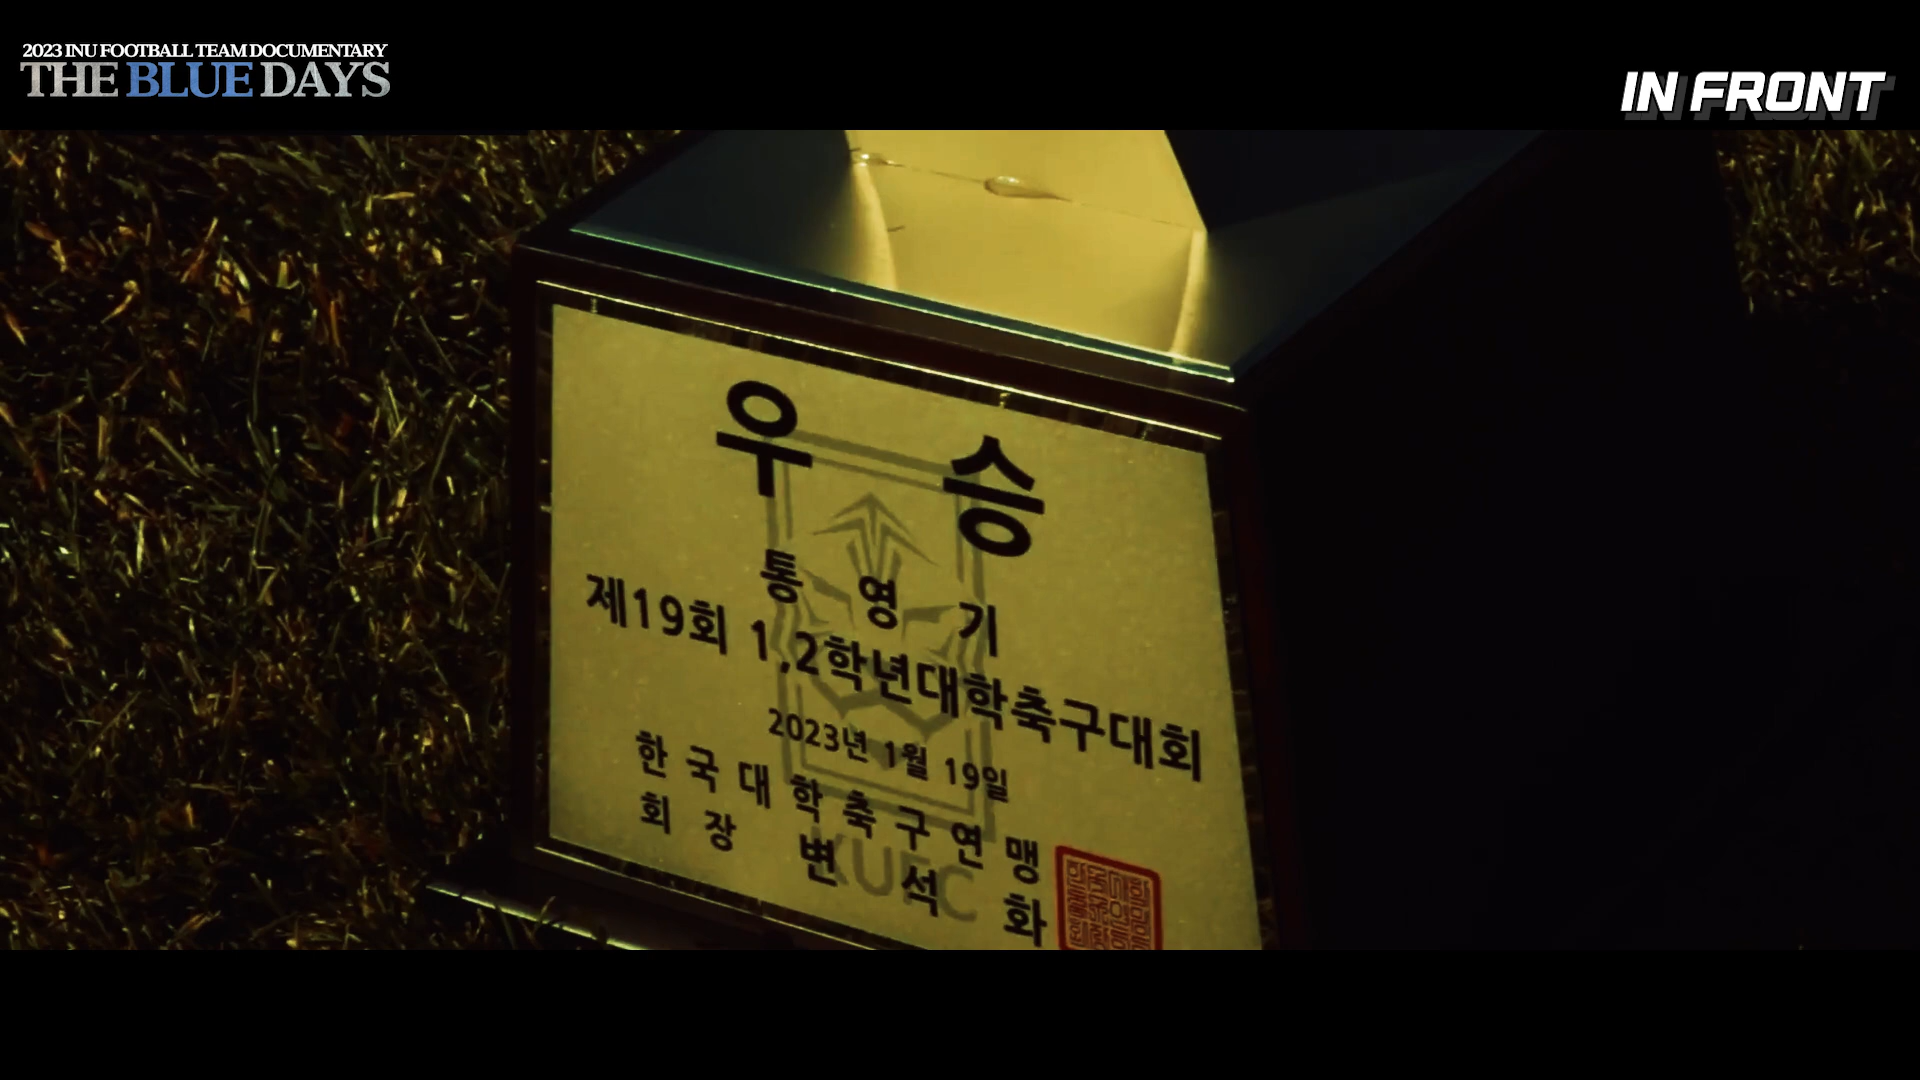 2023 INU FOOTBALL TEAM DOCUMENTARY
THE BLUE DAYS
IN FRONT
우 승
통 영 기
제19회 1,2학년대학축구대회
2023년 1월 19일
한 국 대 학 축 구 연 맹
회 장 변 석 화
KUFC